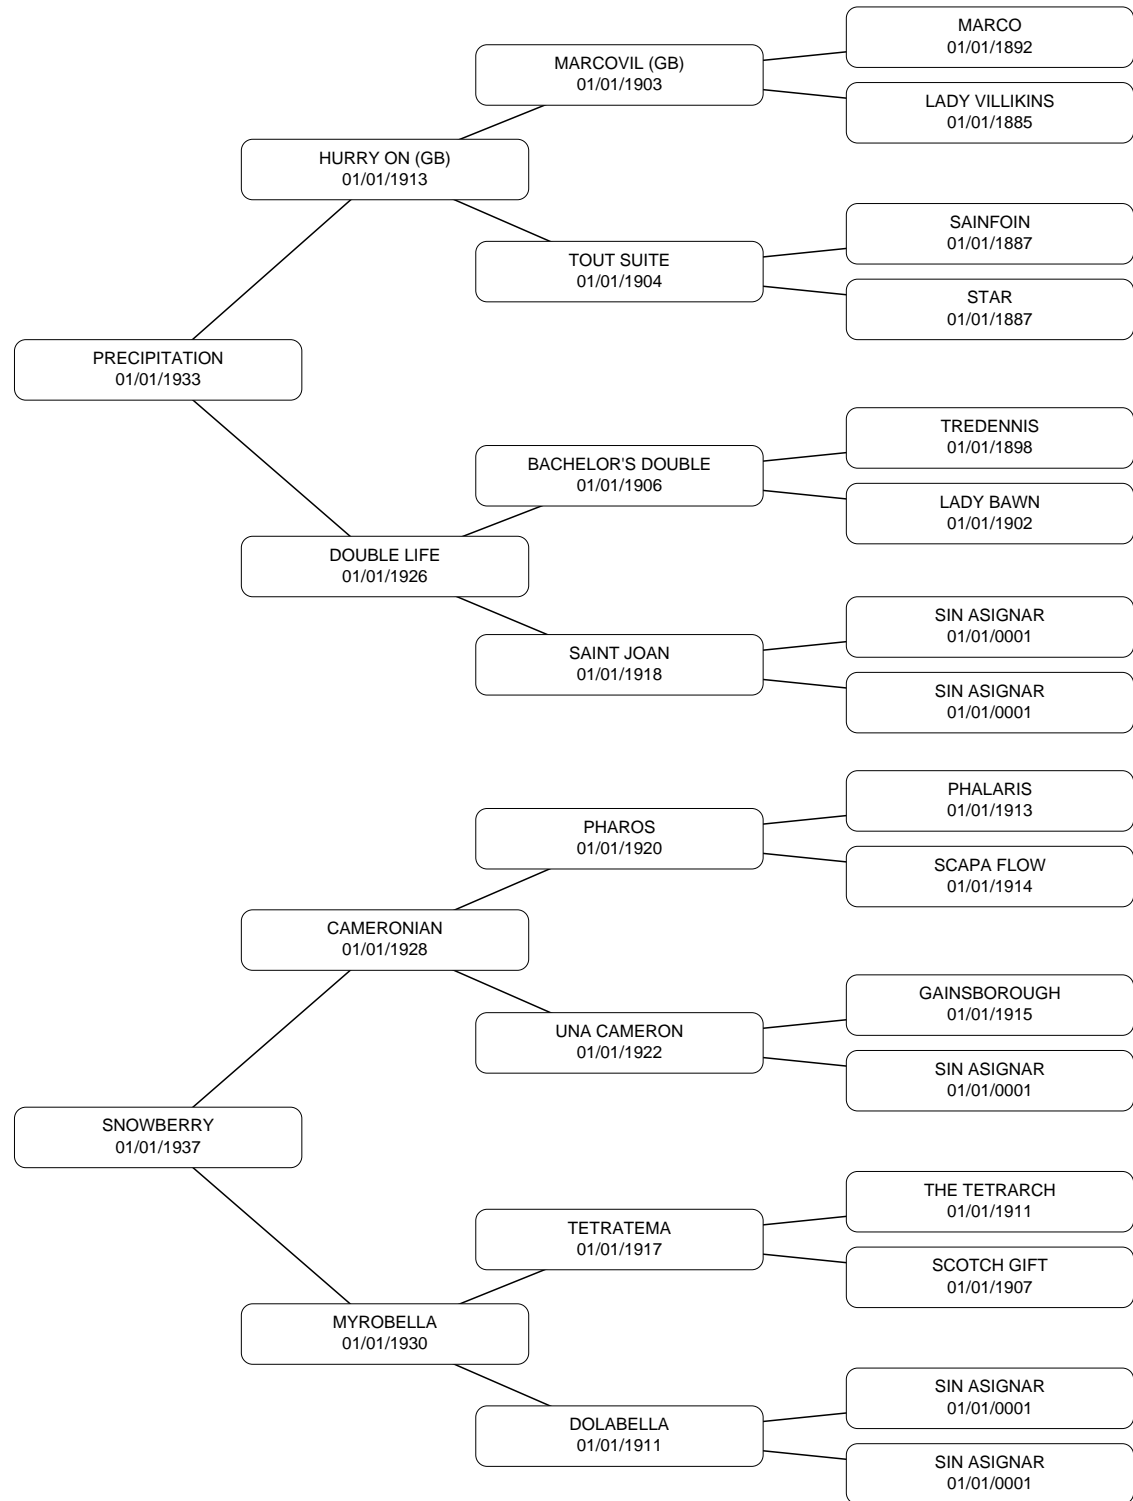 MARCO
01/01/1892
MARCOVIL (GB)
01/01/1903
LADY VILLIKINS
01/01/1885
HURRY ON (GB)
01/01/1913
SAINFOIN
01/01/1887
TOUT SUITE
01/01/1904
STAR
01/01/1887
PRECIPITATION
01/01/1933
TREDENNIS
01/01/1898
BACHELOR'S DOUBLE
01/01/1906
LADY BAWN
01/01/1902
DOUBLE LIFE
01/01/1926
SIN ASIGNAR
01/01/0001
SAINT JOAN
01/01/1918
SIN ASIGNAR
01/01/0001
PHALARIS
01/01/1913
PHAROS
01/01/1920
SCAPA FLOW
01/01/1914
CAMERONIAN
01/01/1928
GAINSBOROUGH
01/01/1915
UNA CAMERON
01/01/1922
SIN ASIGNAR
01/01/0001
SNOWBERRY
01/01/1937
THE TETRARCH
01/01/1911
TETRATEMA
01/01/1917
SCOTCH GIFT
01/01/1907
MYROBELLA
01/01/1930
SIN ASIGNAR
01/01/0001
DOLABELLA
01/01/1911
SIN ASIGNAR
01/01/0001